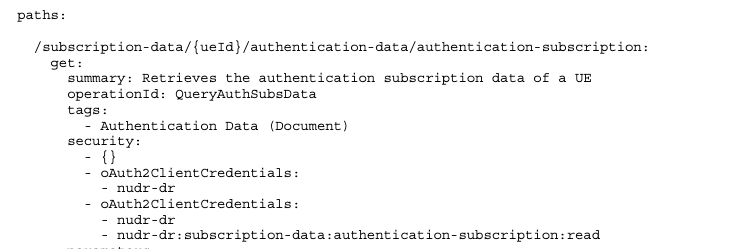 paths:
/subscription-data/{ueId}/authentication-data/authentication-subscription:
get:
summary: Retrieves the authentication subscription data of a UE
operationId: QueryAuthSubsData
tags:
- Authentication Data (Document)
security:
- {}
- oAuth2ClientCredentials:
- nudr-dr
- oAuth2ClientCredentials:
- nudr-dr
- nudr-dr:subscription-data:authentication-subscription:read